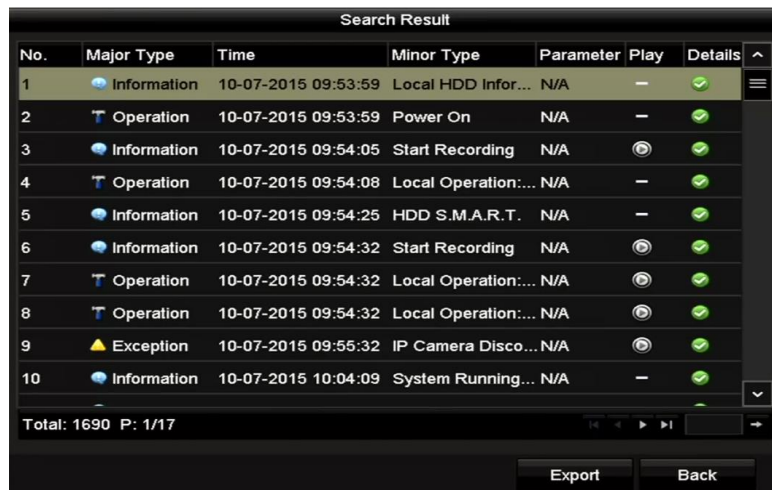 Search Result
No. Major Type Time Minor Type Parameter Play Details
1 Information 10-07-2015 09:53:59 Local HDD Infor... N/A –
2 Operation 10-07-2015 09:53:59 Power On N/A –
3 Information 10-07-2015 09:54:05 Start Recording N/A
4 Operation 10-07-2015 09:54:08 Local Operation:... N/A –
5 Information 10-07-2015 09:54:25 HDD S.M.A.R.T. N/A –
6 Information 10-07-2015 09:54:32 Start Recording N/A
7 Operation 10-07-2015 09:54:32 Local Operation:... N/A
8 Operation 10-07-2015 09:54:32 Local Operation:... N/A
9 Exception 10-07-2015 09:55:32 IP Camera Disco... N/A
10 Information 10-07-2015 10:04:09 System Running... N/A –
Total: 1690 P: 1/17
Export Back